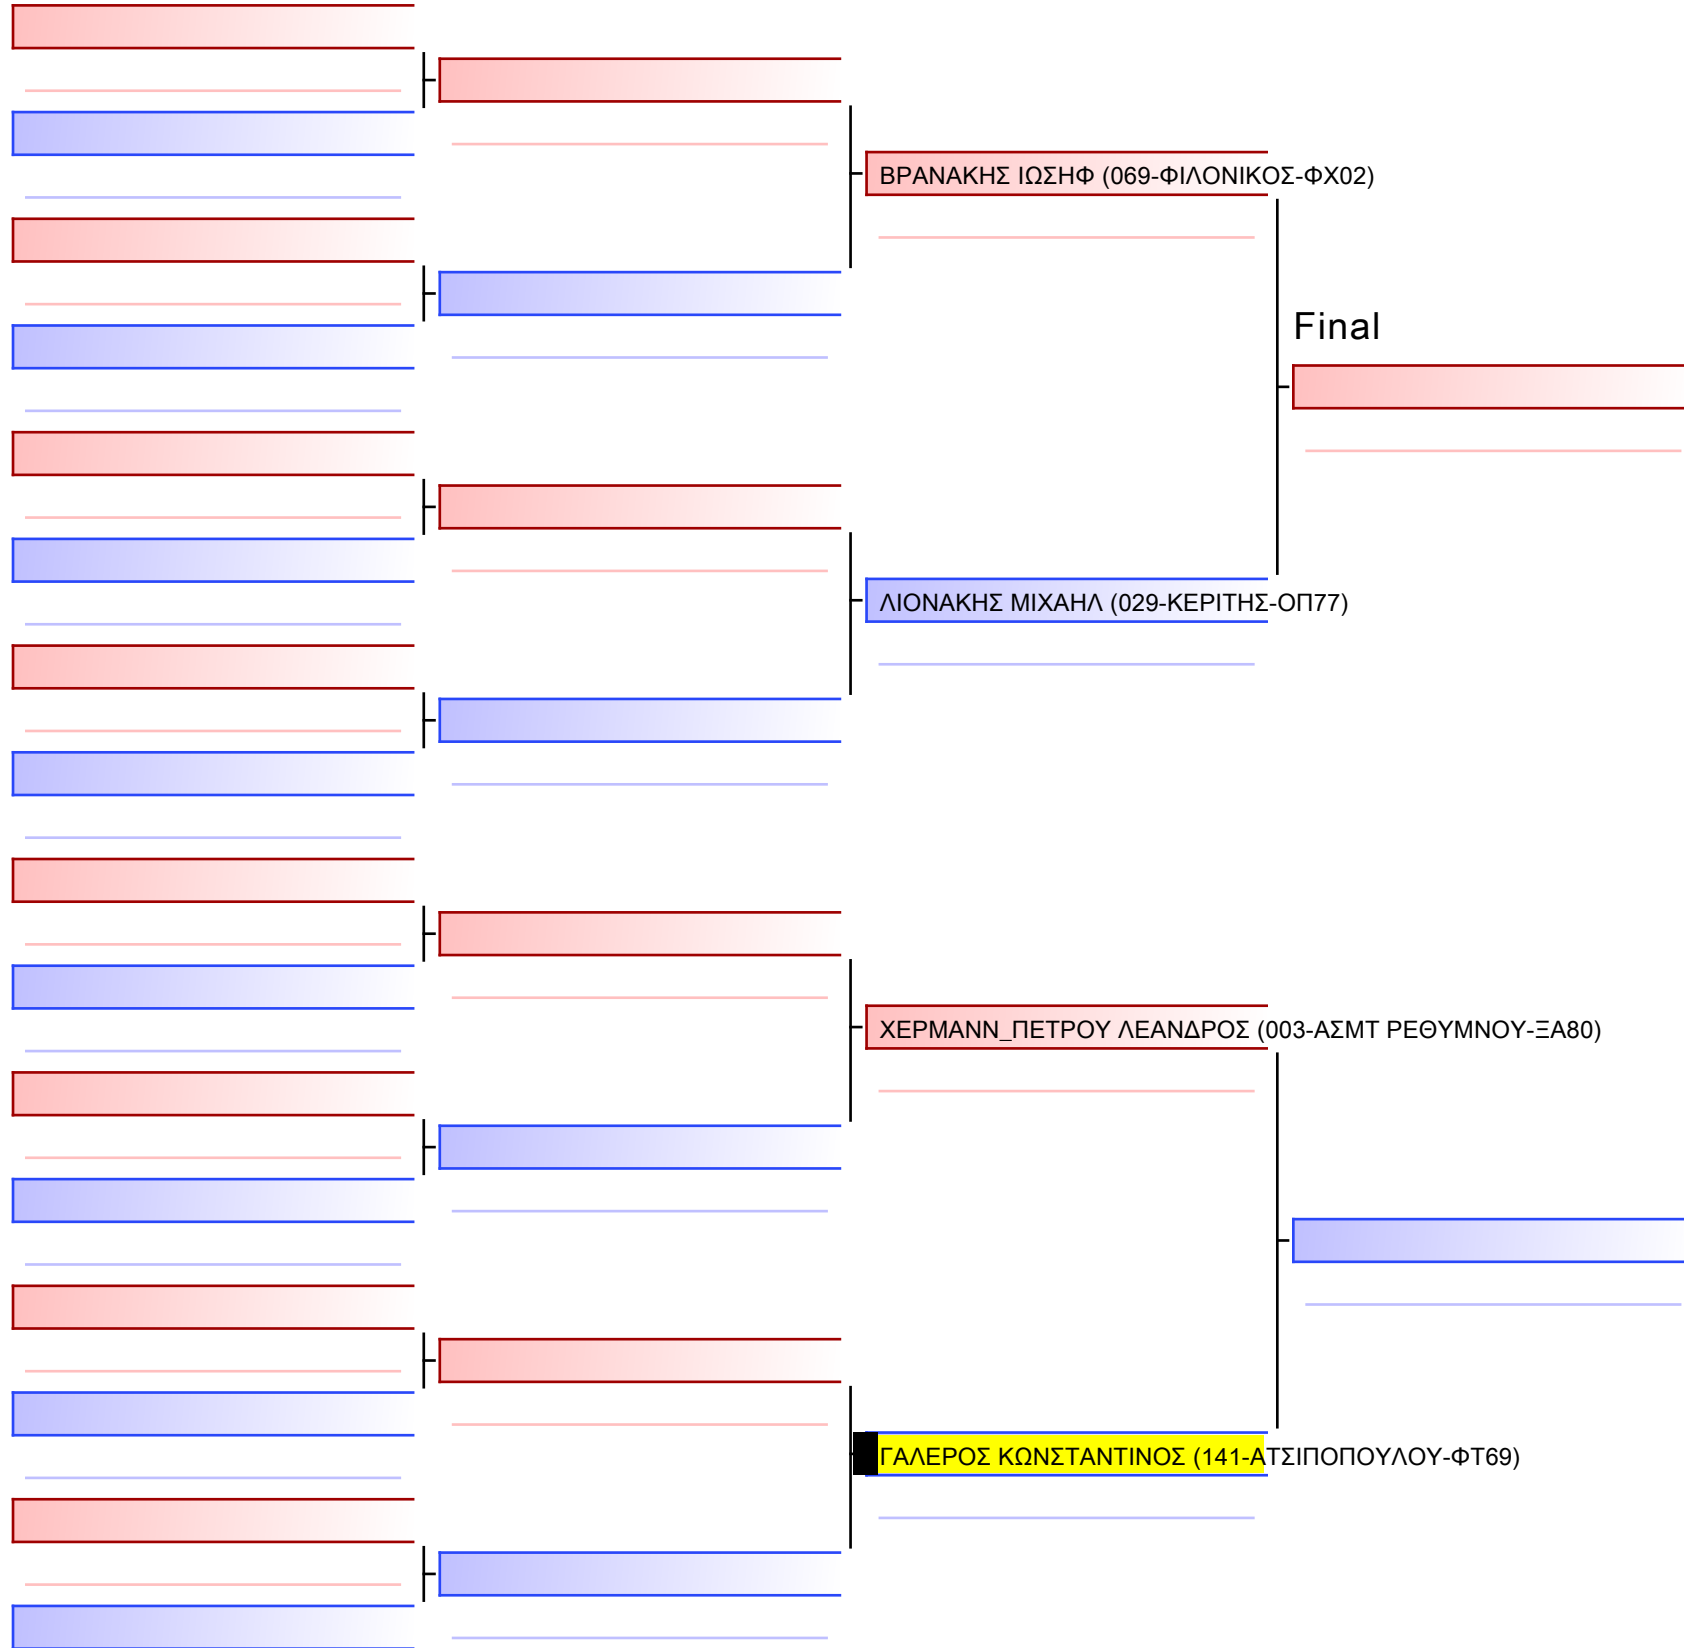 ΒΡΑΝΑΚΗΣ ΙΩΣΗΦ (069-ΦΙΛΟΝΙΚΟΣ-ΦΧ02)
Final
ΛΙΟΝΑΚΗΣ ΜΙΧΑΗΛ (029-ΚΕΡΙΤΗΣ-ΟΠ77)
ΧΕΡΜΑΝΝ_ΠΕΤΡΟΥ ΛΕΑΝΔΡΟΣ (003-ΑΣΜΤ ΡΕΘΥΜΝΟΥ-ΞΑ80)
ΓΑΛΕΡΟΣ ΚΩΝΣΤΑΝΤΙΝΟΣ (141-ΑΤΣΙΠΟΠΟΥΛΟΥ-ΦΤ69)